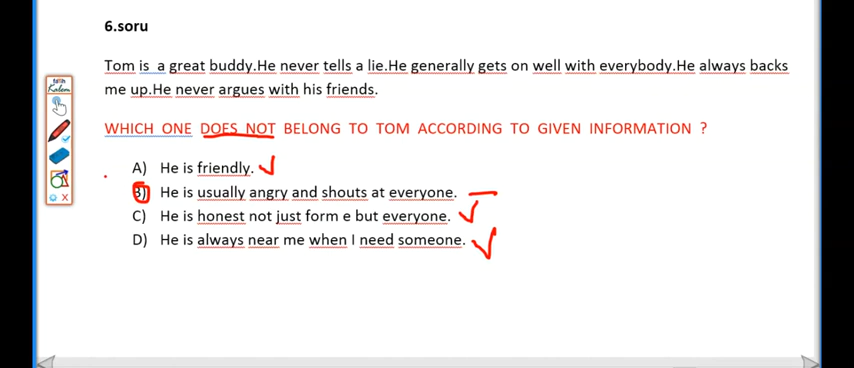 6.soru
Tom is a great buddy.He never tells a lie.He generally gets on well with everybody.He always backs
me up.He never argues with his friends.
WHICH ONE DOES NOT BELONG TO TOM ACCORDING TO GIVEN INFORMATION ?
A) He is friendly.
B) He is usually angry and shouts at everyone.
C) He is honest not just form e but everyone.
D) He is always near me when I need someone.
fatih
Kalem